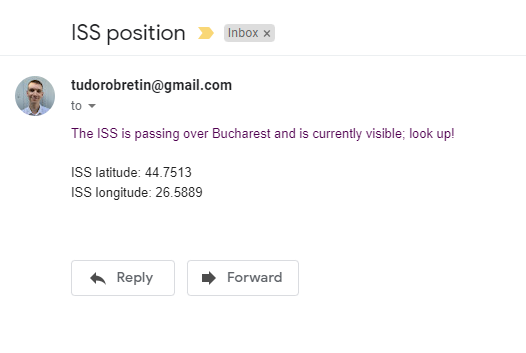 ISS position
Inbox ×
tudorobretin@gmail.com
to
The ISS is passing over Bucharest and is currently visible; look up!
ISS latitude: 44.7513
ISS longitude: 26.5889
Reply
Forward